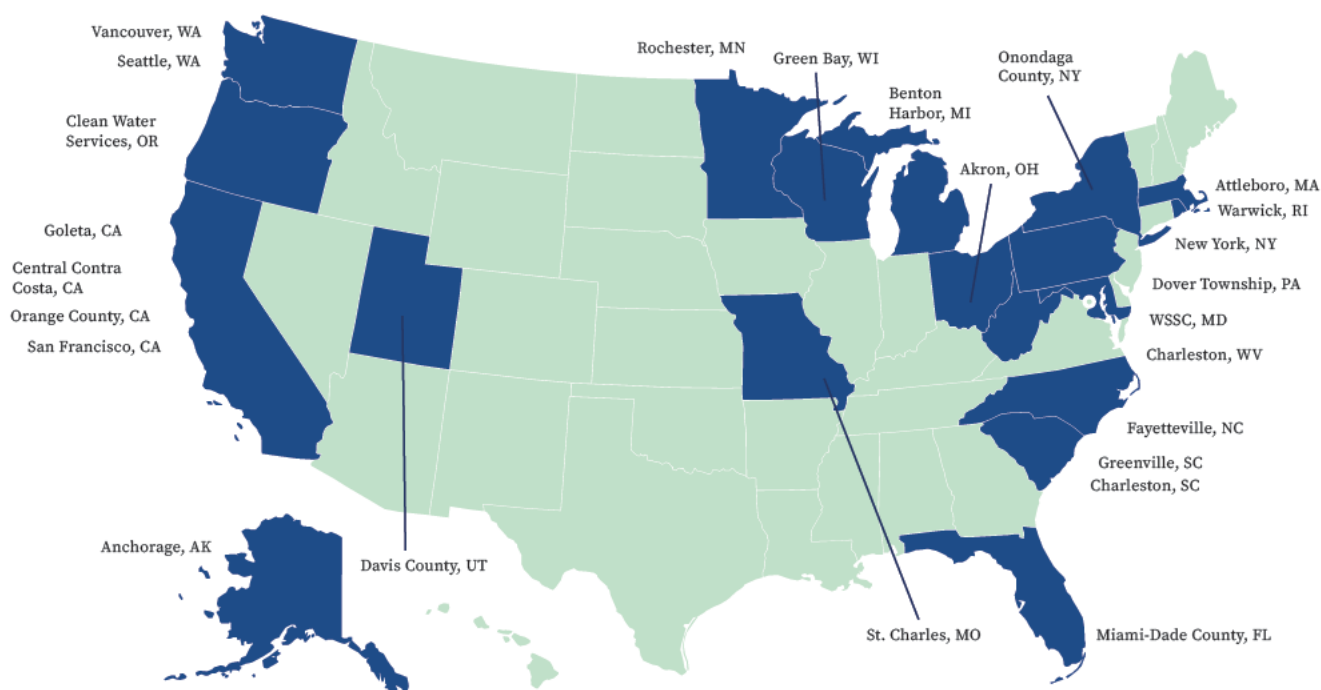 Vancouver, WA
Seattle, WA
Clean Water
Services, OR
Goleta, CA
Central Contra
Costa, CA
Orange County, CA
San Francisco, CA
Anchorage, AK
Davis County, UT
Rochester, MN
Green Bay, WI
Benton
Harbor, MI
Akron, OH
Onondaga
County, NY
Attleboro, MA
Warwick, RI
New York, NY
Dover Township, PA
WSSC, MD
Charleston, WV
Fayetteville, NC
Greenville, SC
Charleston, SC
St. Charles, MO
Miami-Dade County, FL